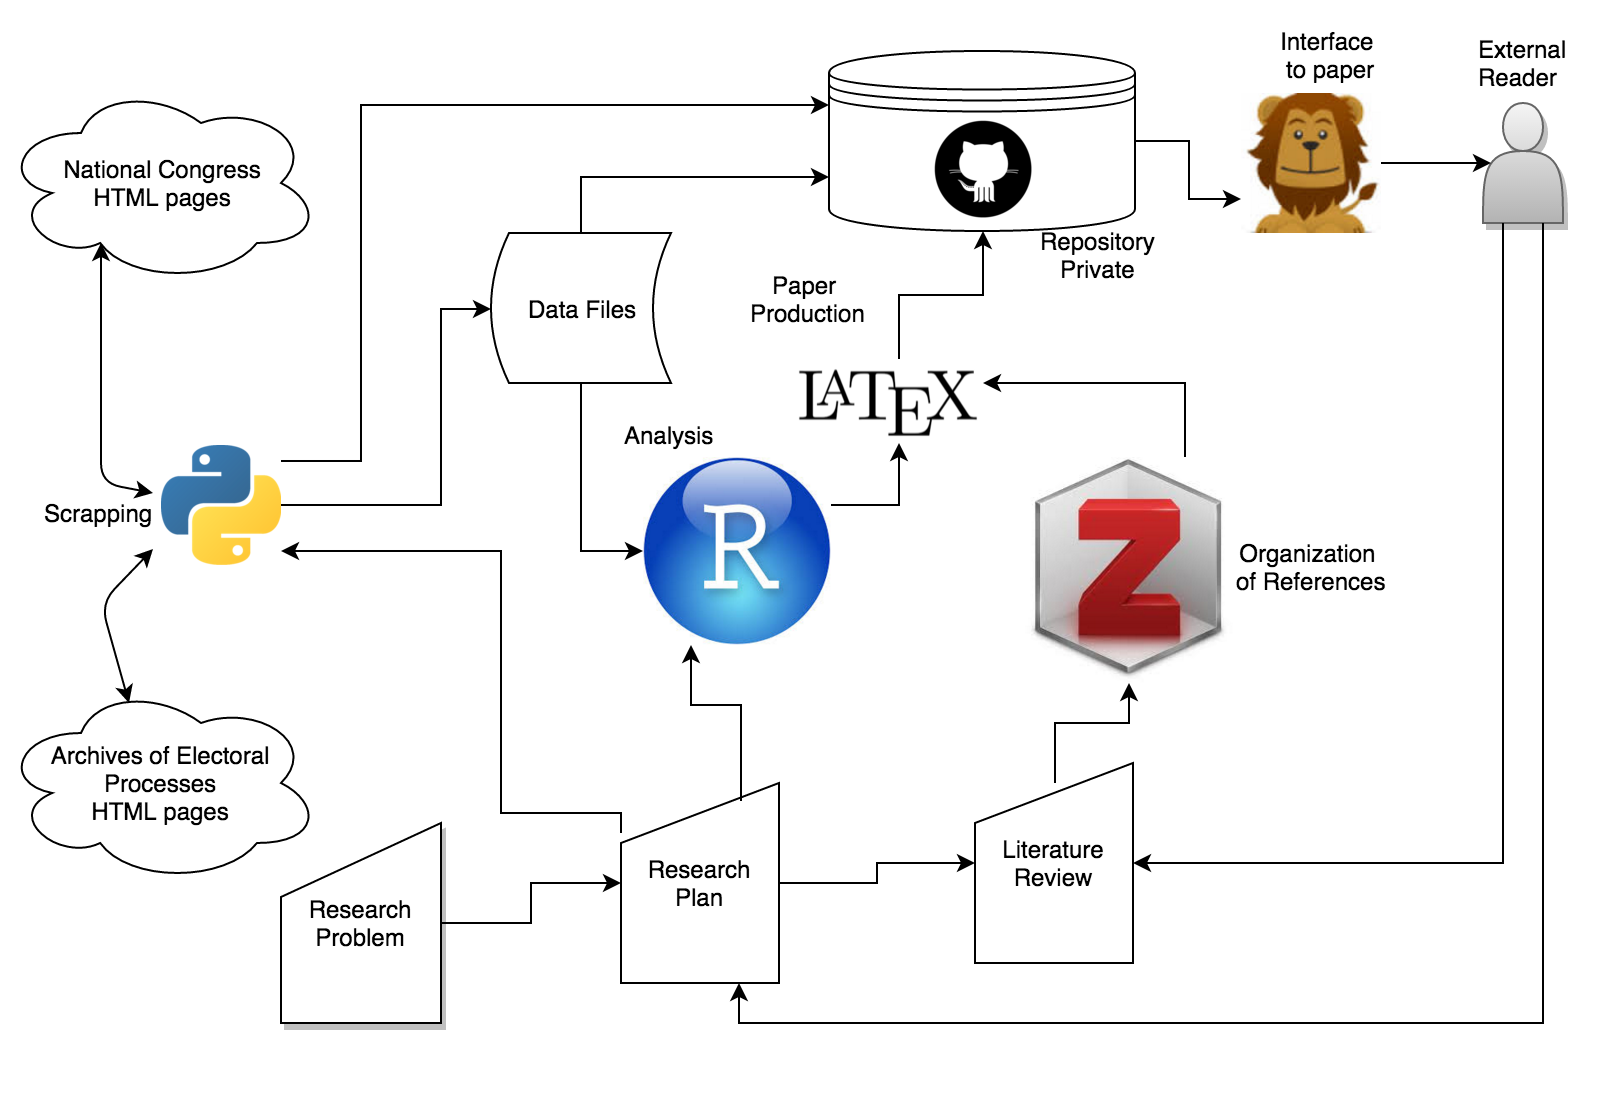 Interface
to paper
External
Reader
National Congress
HTML pages
Repository
Private
Paper
Production
Data Files
LATEX
Analysis
R
Z
Scrapping
Organization
of References
Archives of Electoral
Processes
HTML pages
Research
Problem
Research
Plan
Literature
Review